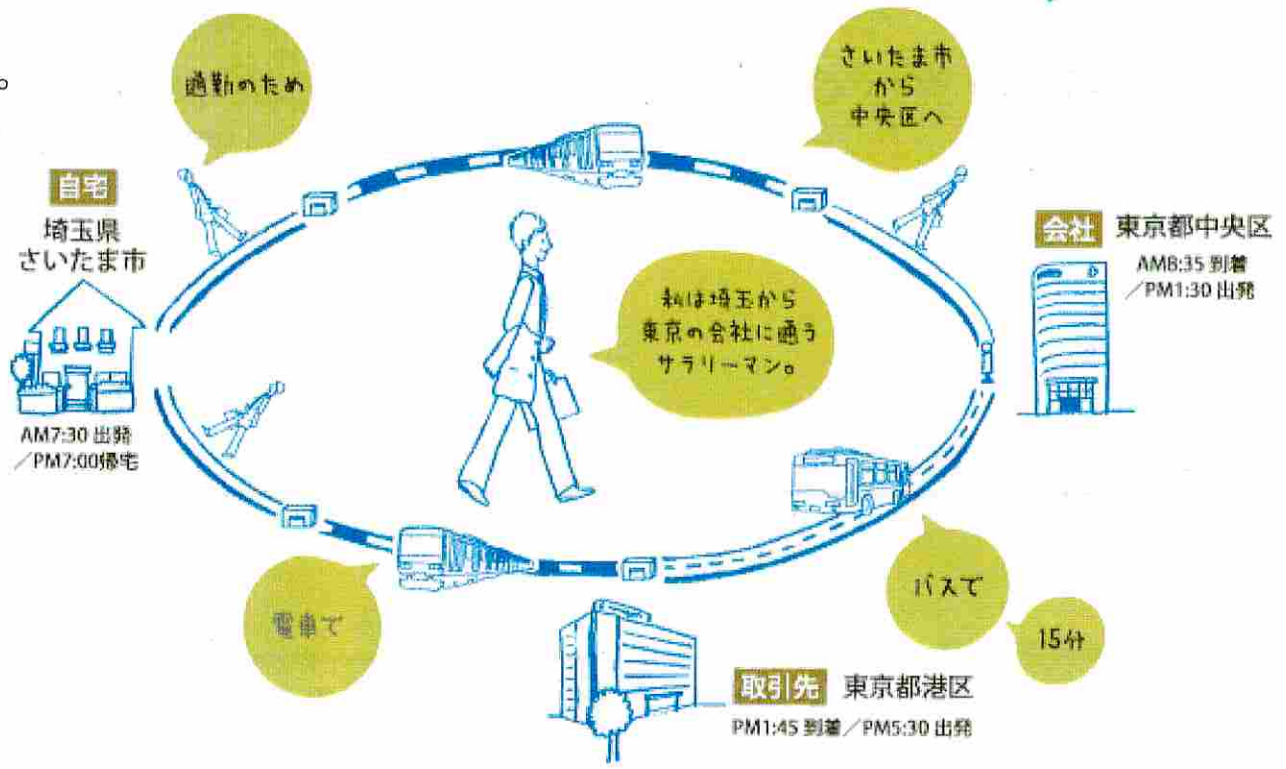 。
通勤のため
さいたま市
から
中央区へ
自宅
埼玉県
さいたま市
AM7:30 出発
／PM7:00帰宅
私は埼玉から
東京の会社に通う
サラリーマン。
会社 東京都中央区
AM8:35 到着
／PM1:30 出発
電車で
バスで
15分
取引先 東京都港区
PM1:45 到着／PM5:30 出発